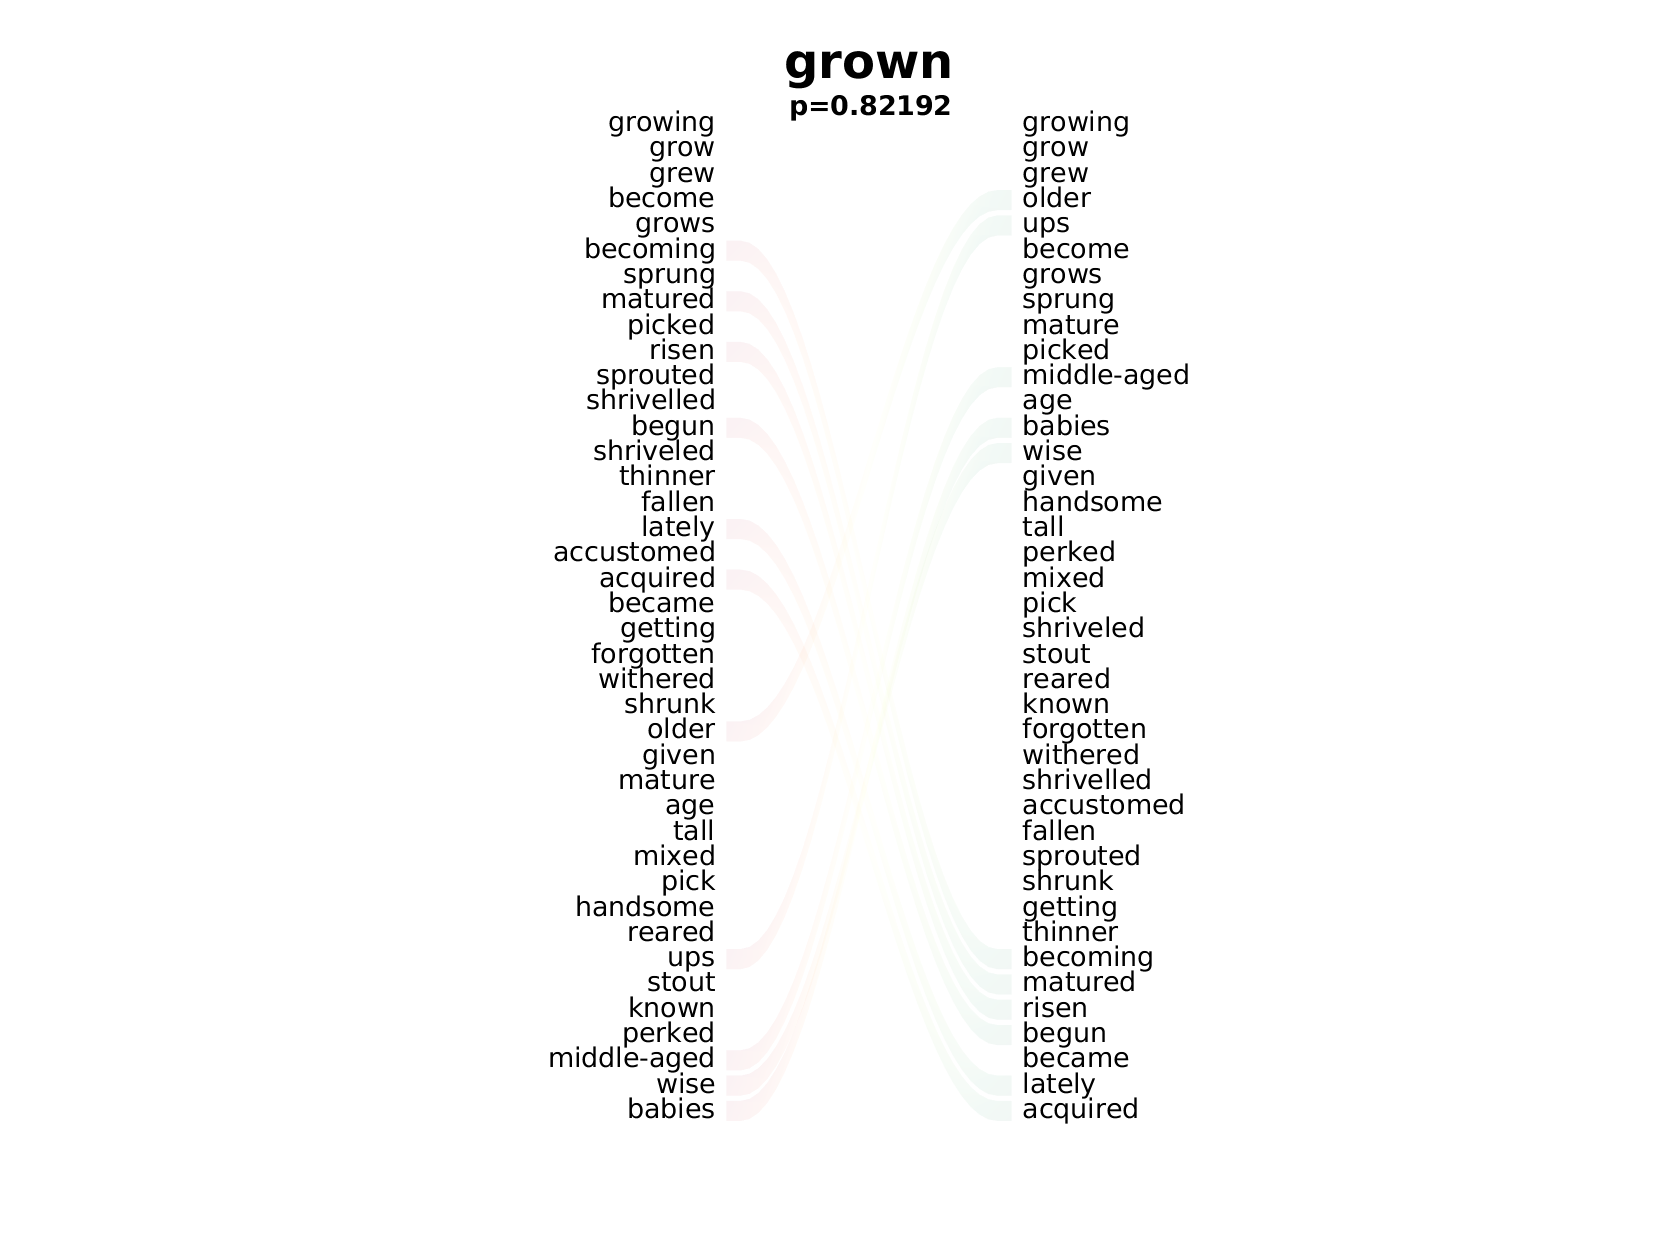 grown
p=0.82192
growing
grow
grew
become
grows
becoming
sprung
matured
picked
risen
sprouted
shrivelled
begun
shriveled
thinner
fallen
lately
accustomed
acquired
became
getting
forgotten
withered
shrunk
older
given
mature
age
tall
mixed
pick
handsome
reared
ups
stout
known
perked
middle-aged
wise
babies
growing
grow
grew
older
ups
become
grows
sprung
mature
picked
middle-aged
age
babies
wise
given
handsome
tall
perked
mixed
pick
shriveled
stout
reared
known
forgotten
withered
shrivelled
accustomed
fallen
sprouted
shrunk
getting
thinner
becoming
matured
risen
begun
became
lately
acquired